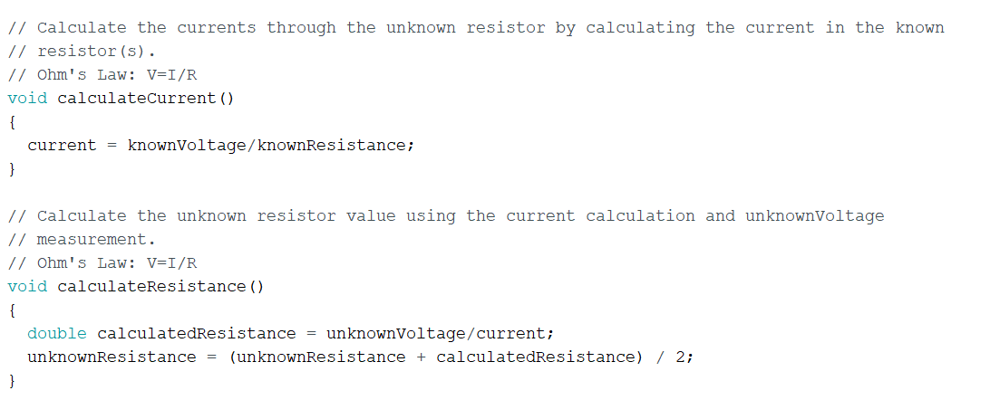 // Calculate the currents through the unknown resistor by calculating the current in the known
// resistor(s).
// Ohm's Law: V=I/R
void calculateCurrent()
{
  current = knownVoltage/knownResistance;
}

// Calculate the unknown resistor value using the current calculation and unknownVoltage
// measurement.
// Ohm's Law: V=I/R
void calculateResistance()
{
  double calculatedResistance = unknownVoltage/current;
  unknownResistance = (unknownResistance + calculatedResistance) / 2;
}